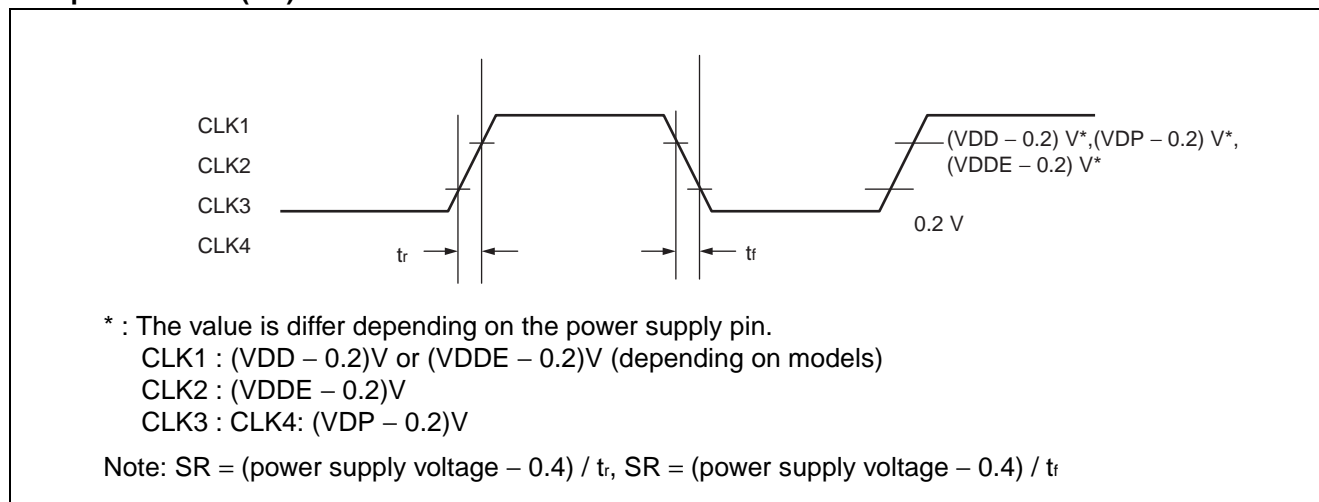 CLK1
CLK2
CLK3
CLK4
(VDD − 0.2) V*,(VDP − 0.2) V*,
(VDDE − 0.2) V*
0.2 V
tr
tf
* : The value is differ depending on the power supply pin.
CLK1 : (VDD − 0.2)V or (VDDE − 0.2)V (depending on models)
CLK2 : (VDDE − 0.2)V
CLK3 : CLK4: (VDP − 0.2)V
Note: SR = (power supply voltage − 0.4) / tr, SR = (power supply voltage − 0.4) / tf